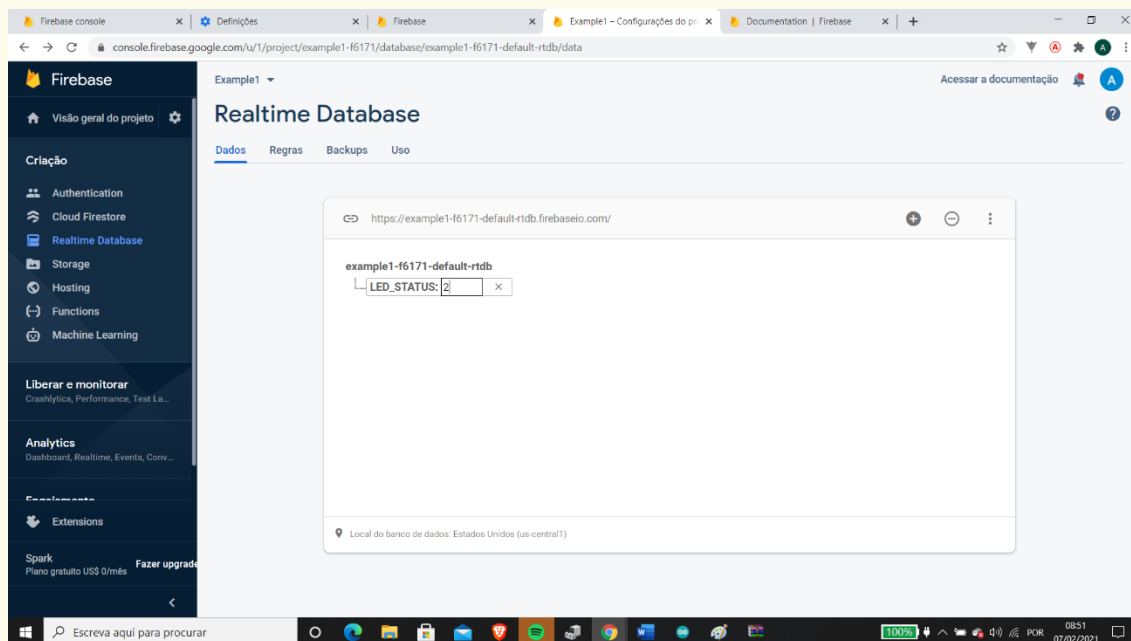 Firebase console
Definições
Firebase
Example1 – Configurações do pr
Documentation | Firebase
console.firebase.google.com/u/1/project/example1-f6171/database/example1-f6171-default-rtdb/data
A
Firebase
Example1
Acessar a documentação
A
Visão geral do projeto
Realtime Database
Dados
Regras
Backups
Uso
Criação
Authentication
Cloud Firestore
Realtime Database
Storage
Hosting
Functions
Machine Learning
https://example1-f6171-default-rtdb.firebaseio.com/
example1-f6171-default-rtdb
LED_STATUS: 2
Liberar e monitorar
Crashlytics, Performance, Test La...
Analytics
Dashboard, Realtime, Events, Conv...
Extensions
Local do banco de dados: Estados Unidos (us-central1)
Spark
Plano gratuito US$ 0/mês
Fazer upgrade
Escreva aqui para procurar
100%
POR
08:51
07/02/2021